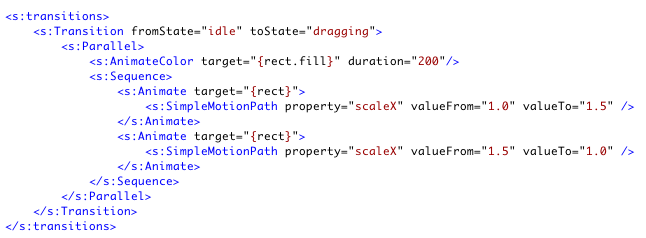 <s:transitions>
<s:Transition fromState="idle" toState="dragging">
<s:Parallel>
<s:AnimateColor target="{rect.fill}" duration="200"/>
<s:Sequence>
<s:Animate target="{rect}">
<s:SimpleMotionPath property="scaleX" valueFrom="1.0" valueTo="1.5" />
</s:Animate>
<s:Animate target="{rect}">
<s:SimpleMotionPath property="scaleX" valueFrom="1.5" valueTo="1.0" />
</s:Animate>
</s:Sequence>
</s:Parallel>
</s:Transition>
</s:transitions>